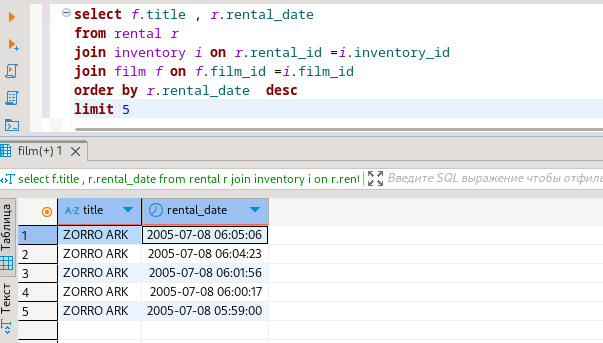 select f.title , r.rental_date
from rental r
join inventory i on r.rental_id =i.inventory_id
join film f on f.film_id =i.film_id
order by r.rental_date  desc
limit 5
film(+) 1
select f.title , r.rental_date from rental r join inventory i on r.rent
Введите SQL выражение чтобы отфиль
Таблица
Текст
A-Z title rental_date
1 ZORRO ARK 2005-07-08 06:05:06
2 ZORRO ARK 2005-07-08 06:04:23
3 ZORRO ARK 2005-07-08 06:01:56
4 ZORRO ARK 2005-07-08 06:00:17
5 ZORRO ARK 2005-07-08 05:59:00